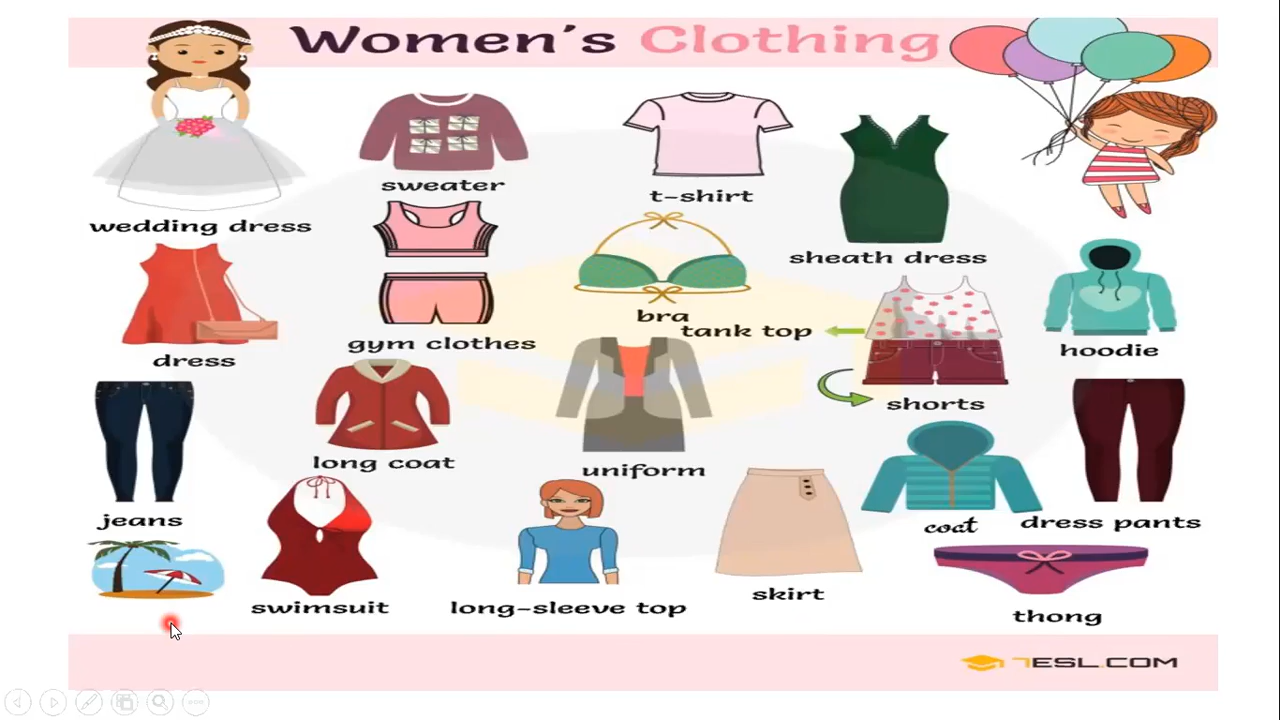 Women's Clothing
sweater
t-shirt
wedding dress
sheath dress
bra
tank top
gym clothes
hoodie
dress
shorts
long coat
uniform
jeans
coat
dress pants
skirt
swimsuit
long-sleeve top
thong
7ESL.COM